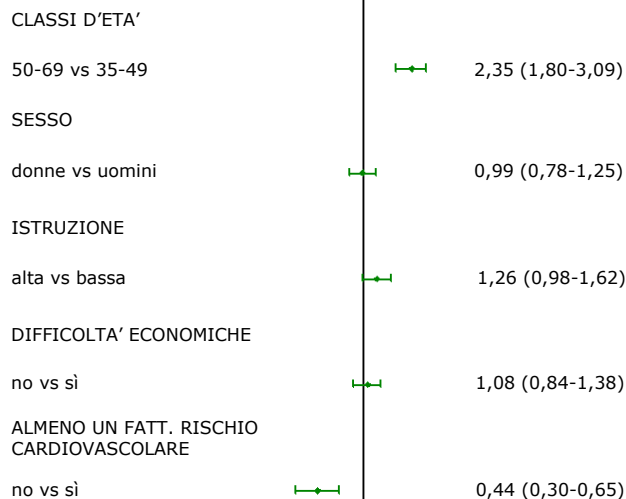 CLASSI D'ETA'
50-69 vs 35-49 2,35 (1,80-3,09)
SESSO
donne vs uomini 0,99 (0,78-1,25)
ISTRUZIONE
alta vs bassa 1,26 (0,98-1,62)
DIFFICOLTA' ECONOMICHE
no vs sì 1,08 (0,84-1,38)
ALMENO UN FATT. RISCHIO
CARDIOVASCOLARE
no vs sì 0,44 (0,30-0,65)